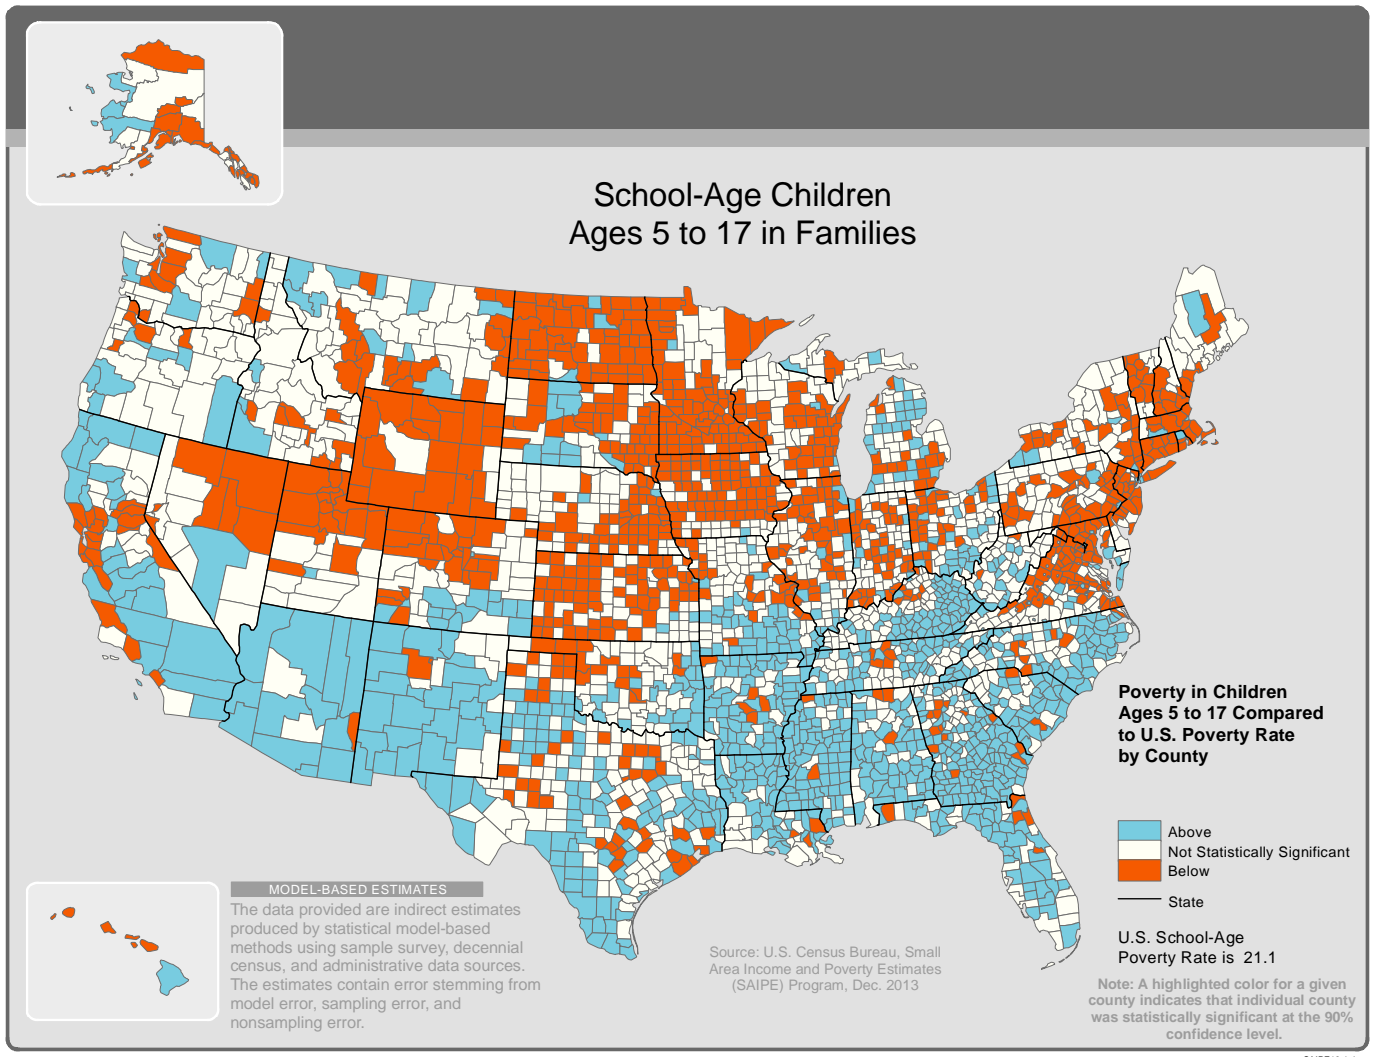 School-Age Children
Ages 5 to 17 in Families
Poverty in Children
Ages 5 to 17 Compared
to U.S. Poverty Rate
by County
Above
Not Statistically Significant
Below
State
U.S. School-Age
Poverty Rate is 21.1
MODEL-BASED ESTIMATES
The data provided are indirect estimates
produced by statistical model-based
methods using sample survey, decennial
census, and administrative data sources.
The estimates contain error stemming from
model error, sampling error, and
nonsampling error.
Source: U.S. Census Bureau, Small
Area Income and Poverty Estimates
(SAIPE) Program, Dec. 2013
Note: A highlighted color for a given
county indicates that individual county
was statistically significant at the 90%
confidence level.